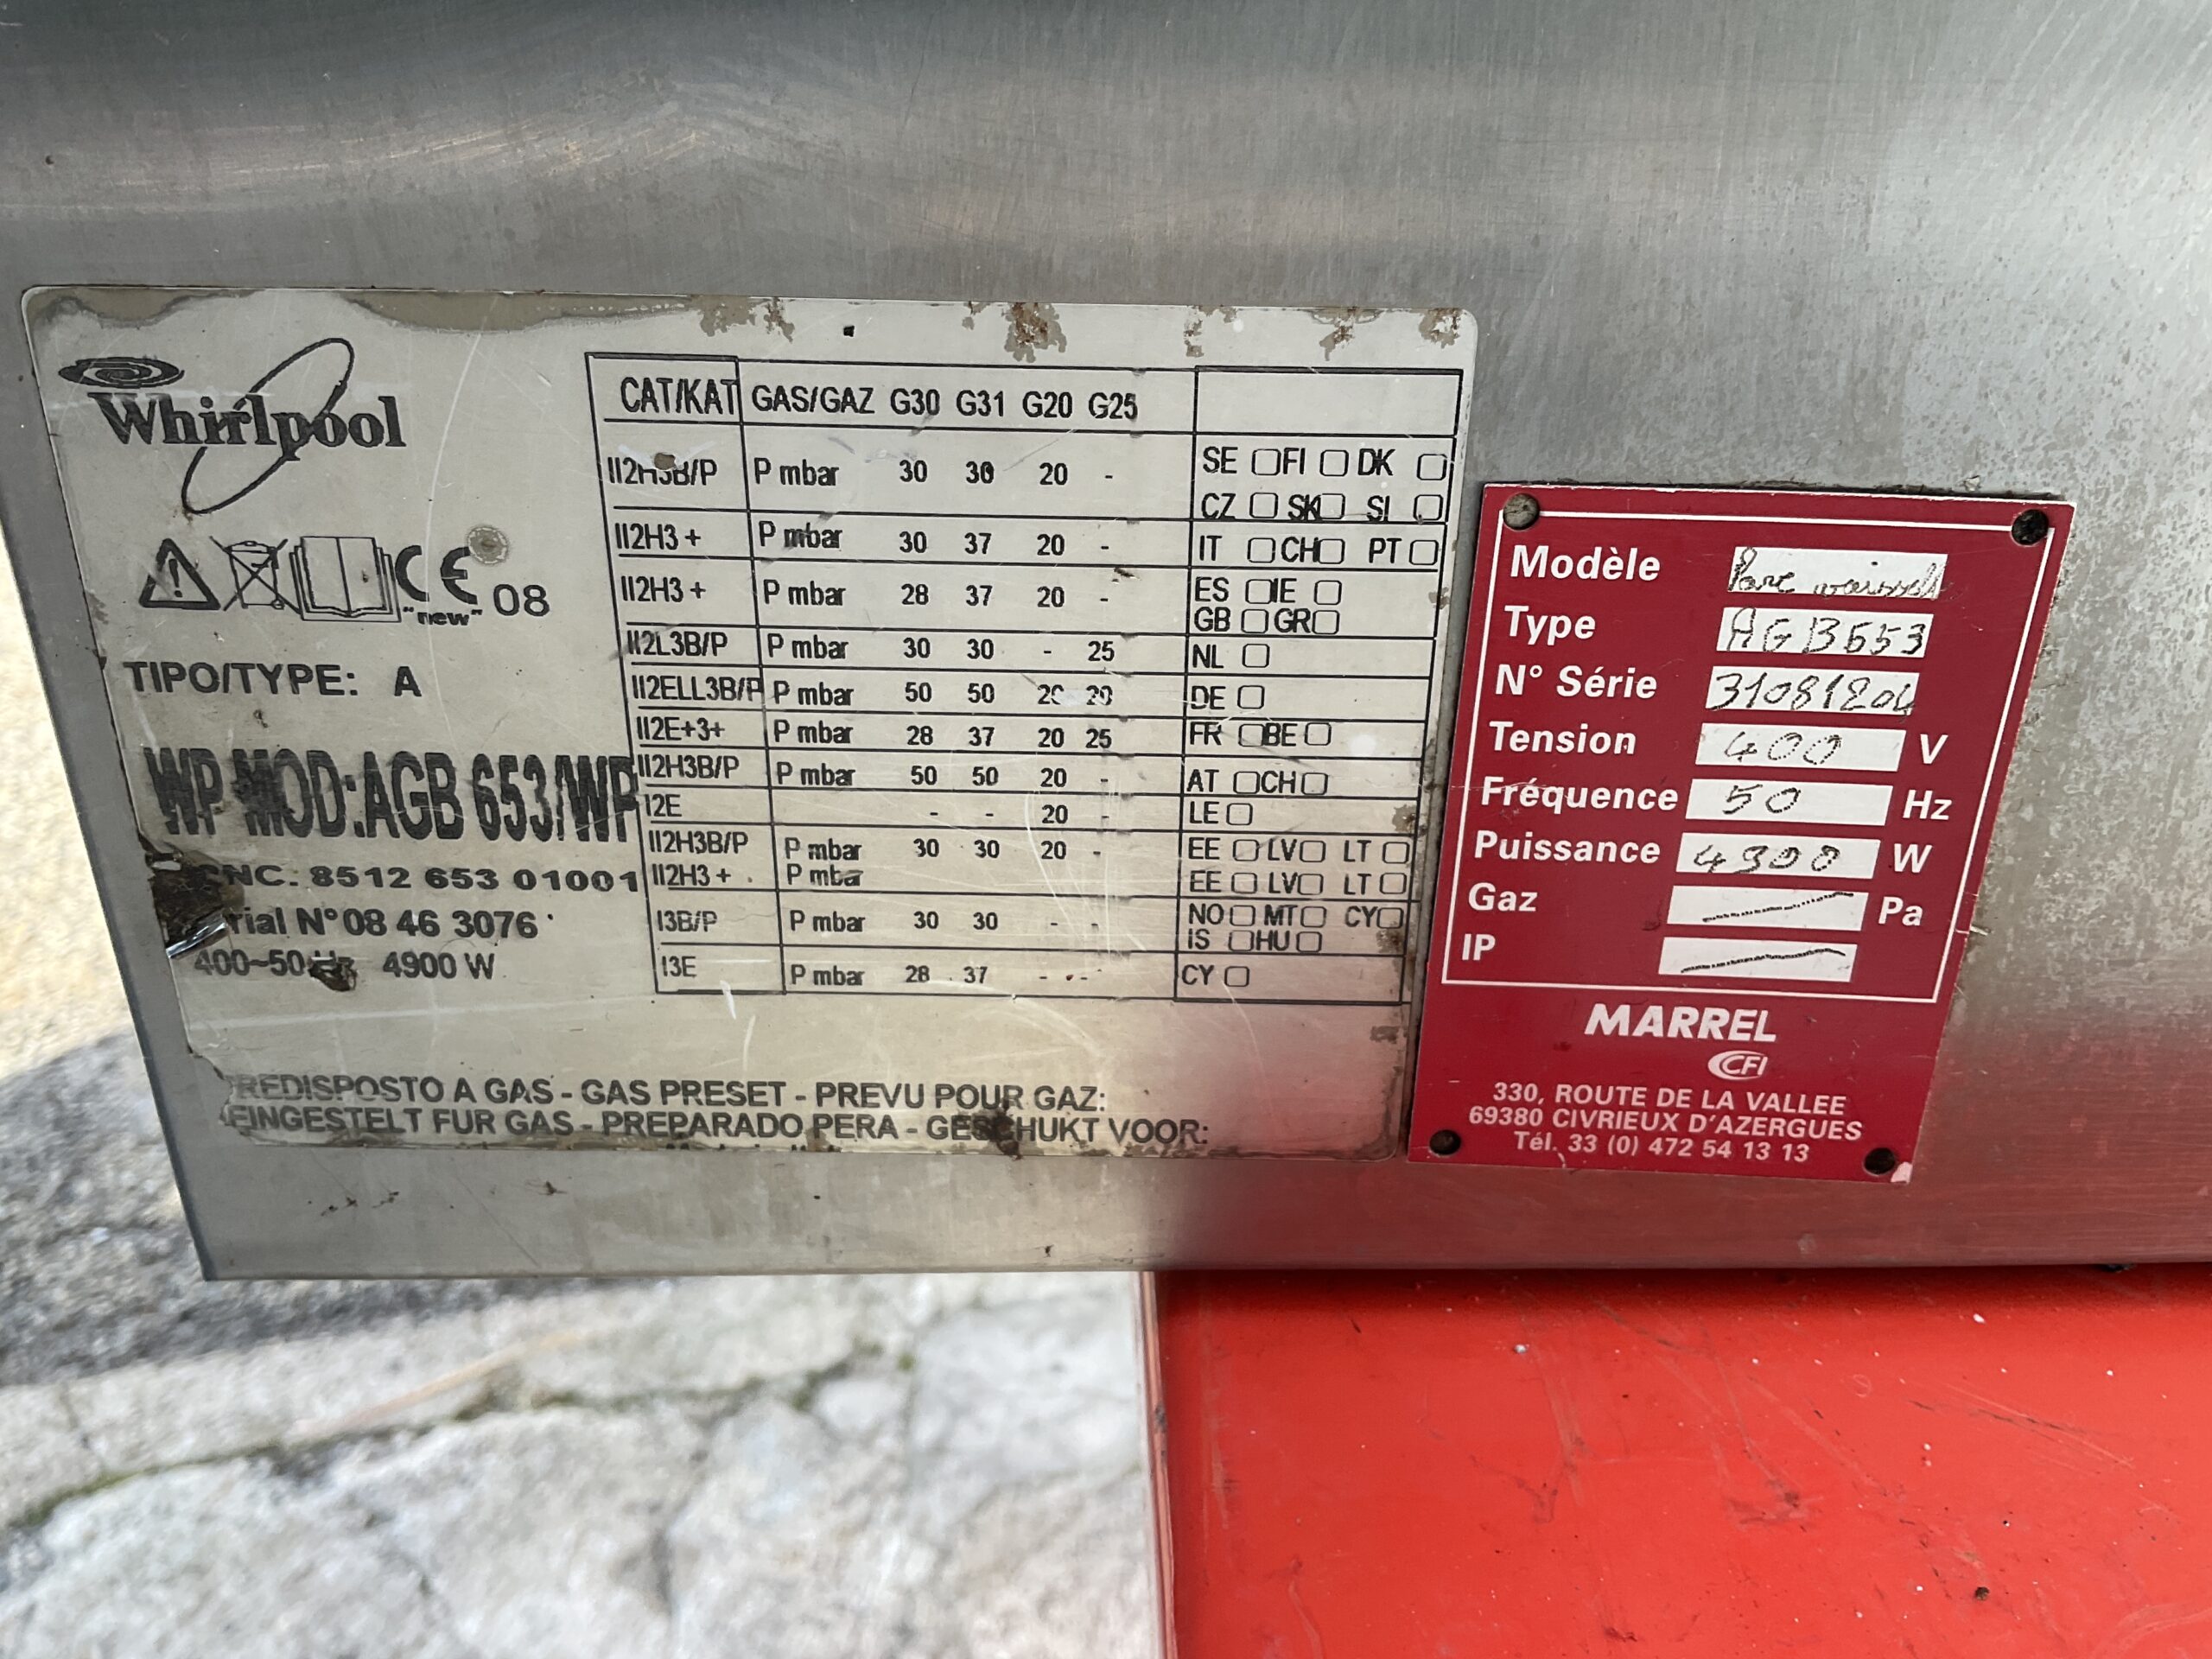 Whirlpool
CE 08
"new"
TIPO/TYPE: A
WP MOD:AGB 653/WP
NC. 8512 653 01001
rial N° 08 46 3076
400~50Hz 4900 W
CAT/KAT GAS/GAZ G30 G31 G20 G25
II2H3B/P P mbar 30 30 20 - SE FI DK
CZ SK SI
II2H3 + P mbar 30 37 20 - IT CH PT
II2H3 + P mbar 28 37 20 - ES IE
GB GR
II2L3B/P P mbar 30 30 - 25 NL
II2ELL3B/P P mbar 50 50 20 20 DE
II2E+3+ P mbar 28 37 20 25 FR BE
II2H3B/P P mbar 50 50 20 - AT CH
I2E - - 20 LE
II2H3B/P P mbar 30 30 20 - EE LV LT
II2H3 + P mba EE LV LT
I3B/P P mbar 30 30 - - NO MT CY
IS HU
I3E P mbar 28 37 - - CY
REDISPOSTO A GAS - GAS PRESET - PREVU POUR GAZ:
EINGESTELT FUR GAS - PREPARADO PERA - GESCHUKT VOOR:
Modèle
Type AGB653
N° Série 31081204
Tension 400 V
Fréquence 50 Hz
Puissance 4900 W
Gaz Pa
IP
MARREL
CFI
330, ROUTE DE LA VALLEE
69380 CIVRIEUX D'AZERGUES
Tél. 33 (0) 472 54 13 13